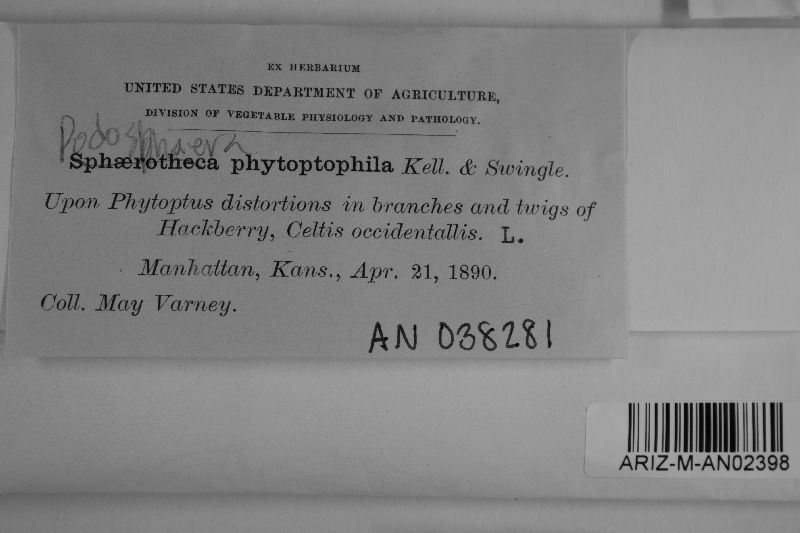 EX HERBARIUM
UNITED STATES DEPARTMENT OF AGRICULTURE,
DIVISION OF VEGETABLE PHYSIOLOGY AND PATHOLOGY.
Podosphaera
Sphærotheca phytoptophila Kell. & Swingle.
Upon Phytoptus distortions in branches and twigs of
Hackberry, Celtis occidentallis. L.
Manhattan, Kans., Apr. 21, 1890.
Coll. May Varney.
AN 038281
ARIZ-M-AN02398